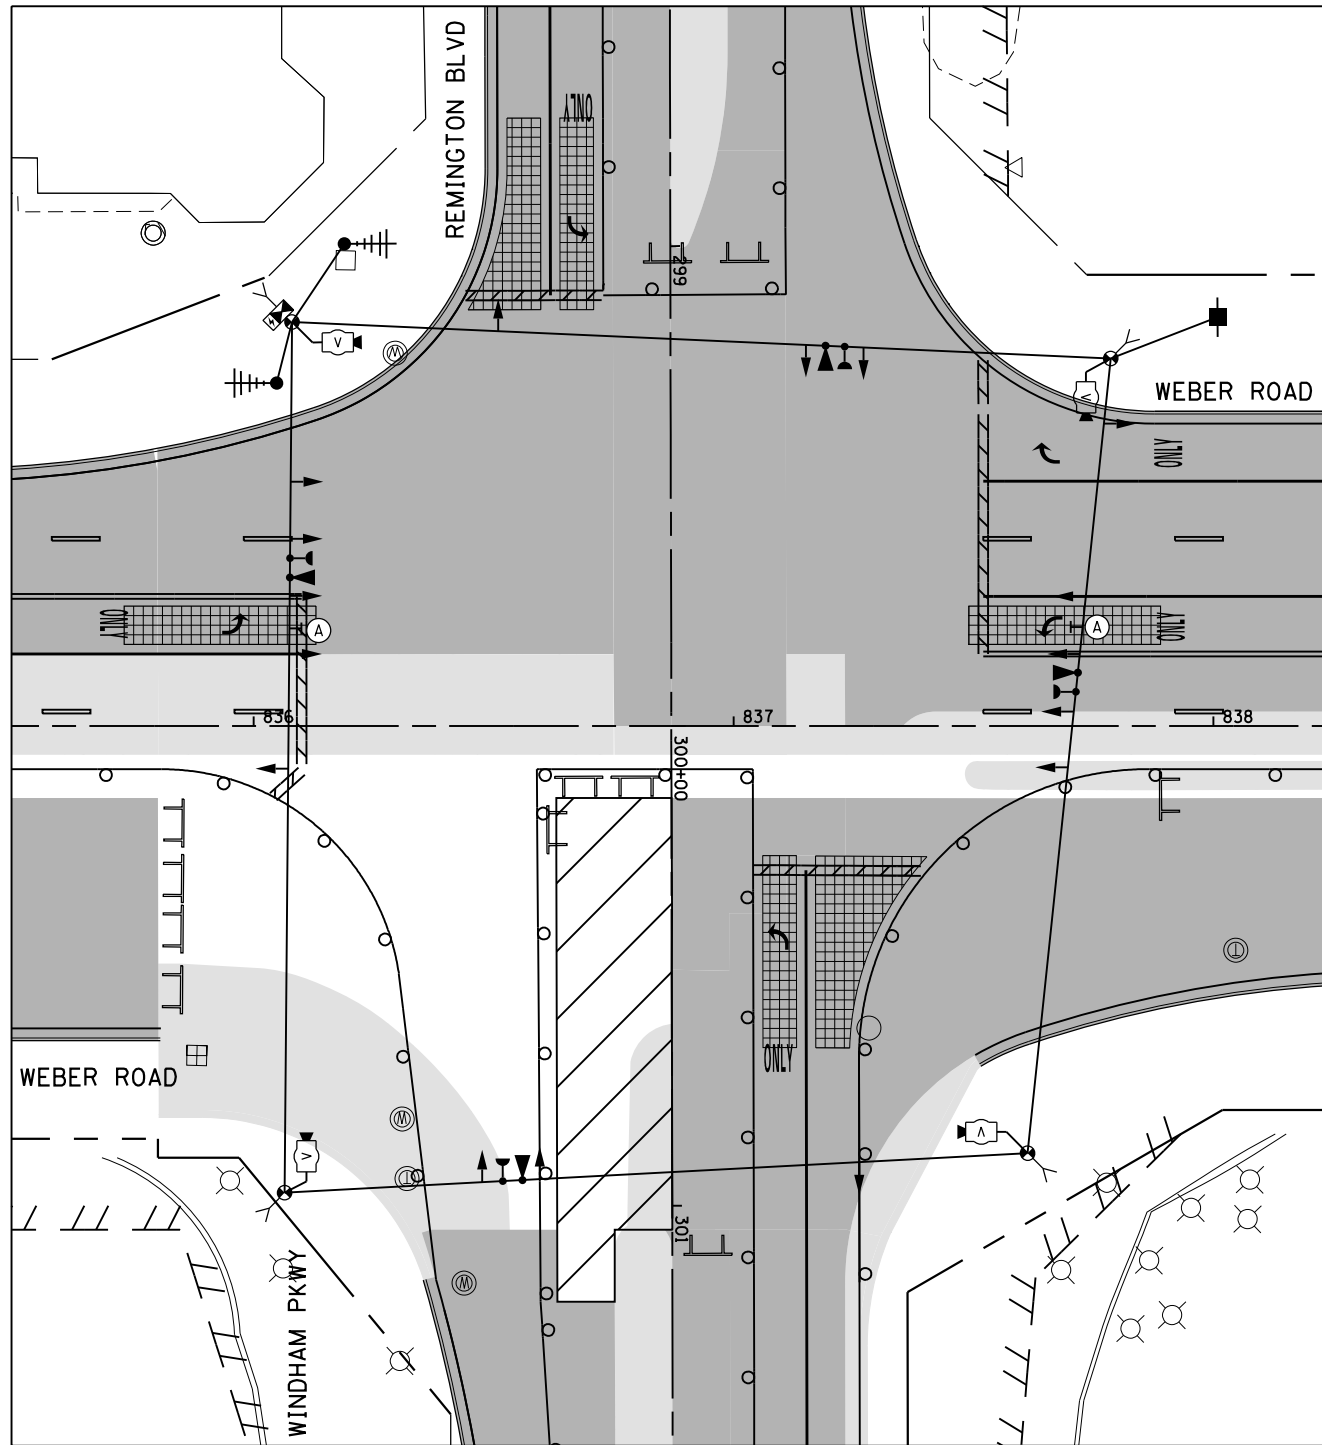 REMINGTON BLVD
ONLY
299
WEBER ROAD
ONLY
V
V
ONLY
A
A
ONLY
836
837
838
300+00
W
ONLY
T
WEBER ROAD
W
T
V
V
301
W
WINDHAM PKWY